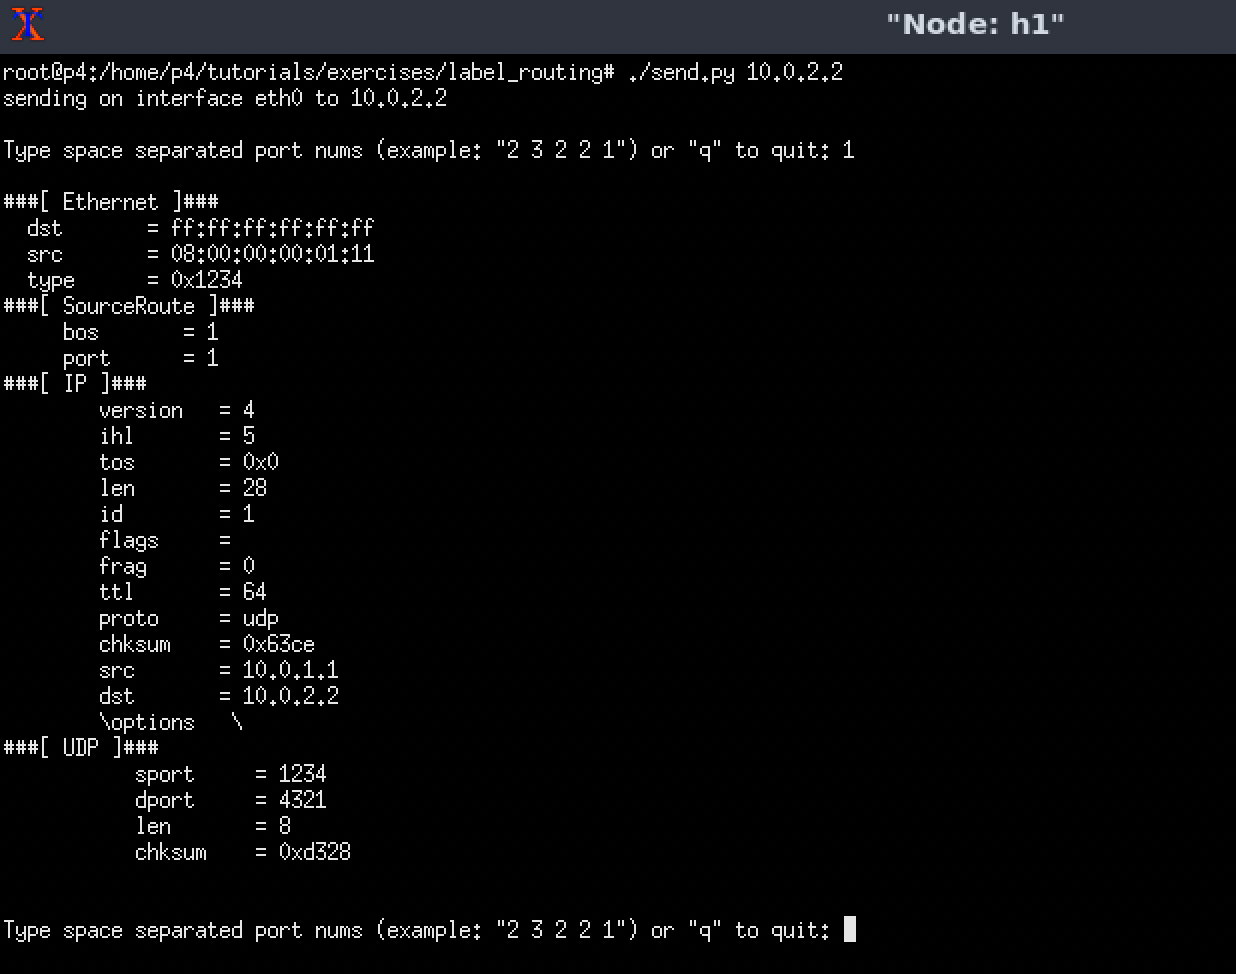 "Node: h1"
root@p4:/home/p4/tutorials/exercises/label_routing# ./send.py 10.0.2.2
sending on interface eth0 to 10.0.2.2
Type space separated port nums (example: "2 3 2 2 1") or "q" to quit: 1
###[ Ethernet ]###
  dst       = ff:ff:ff:ff:ff:ff
  src       = 08:00:00:00:01:11
  type      = 0x1234
###[ SourceRoute ]###
     bos       = 1
     port      = 1
###[ IP ]###
        version   = 4
        ihl       = 5
        tos       = 0x0
        len       = 28
        id        = 1
        flags     =
        frag      = 0
        ttl       = 64
        proto     = udp
        chksum    = 0x63ce
        src       = 10.0.1.1
        dst       = 10.0.2.2
        \options   \
###[ UDP ]###
           sport     = 1234
           dport     = 4321
           len       = 8
           chksum    = 0xd328
Type space separated port nums (example: "2 3 2 2 1") or "q" to quit: